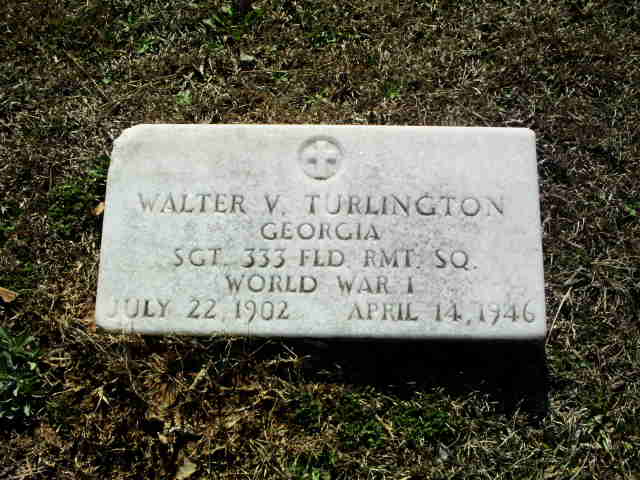 WALTER V. TURLINGTON
GEORGIA
SGT. 333 FLD RMT. SQ.
WORLD WAR I
JULY 22, 1902 APRIL 14, 1946